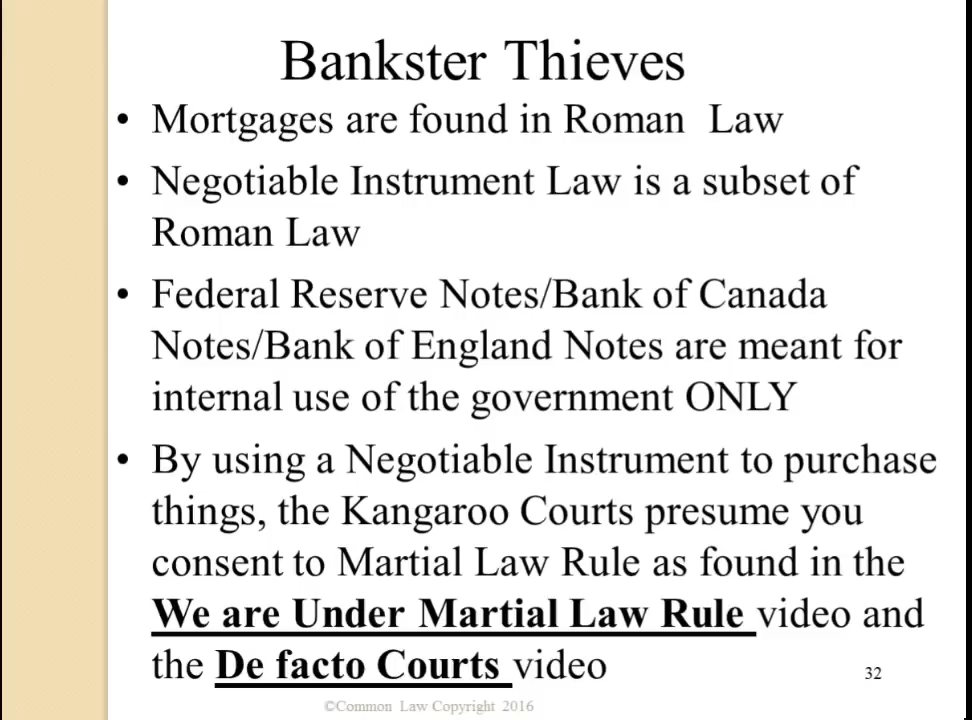 Bankster Thieves
• Mortgages are found in Roman Law
• Negotiable Instrument Law is a subset of
Roman Law
• Federal Reserve Notes/Bank of Canada
Notes/Bank of England Notes are meant for
internal use of the government ONLY
• By using a Negotiable Instrument to purchase
things, the Kangaroo Courts presume you
consent to Martial Law Rule as found in the
We are Under Martial Law Rule video and
the De facto Courts video
32
©Common Law Copyright 2016